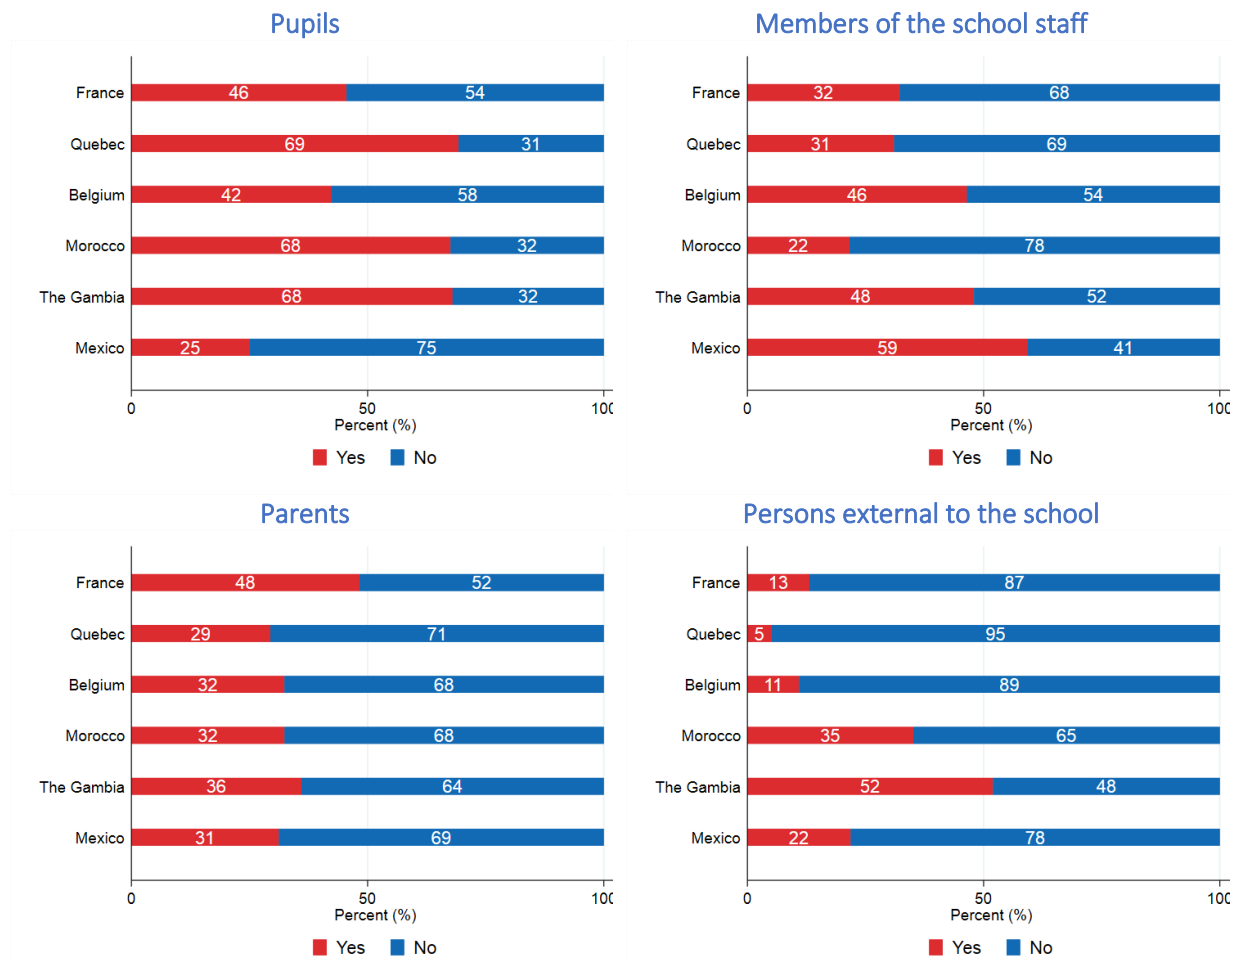 Pupils
France 46 54
Quebec 69 31
Belgium 42 58
Morocco 68 32
The Gambia 68 32
Mexico 25 75
0 50 100
Percent (%)
Yes No
Members of the school staff
France 32 68
Quebec 31 69
Belgium 46 54
Morocco 22 78
The Gambia 48 52
Mexico 59 41
0 50 100
Percent (%)
Yes No
Parents
France 48 52
Quebec 29 71
Belgium 32 68
Morocco 32 68
The Gambia 36 64
Mexico 31 69
0 50 100
Percent (%)
Yes No
Persons external to the school
France 13 87
Quebec 5 95
Belgium 11 89
Morocco 35 65
The Gambia 52 48
Mexico 22 78
0 50 100
Percent (%)
Yes No